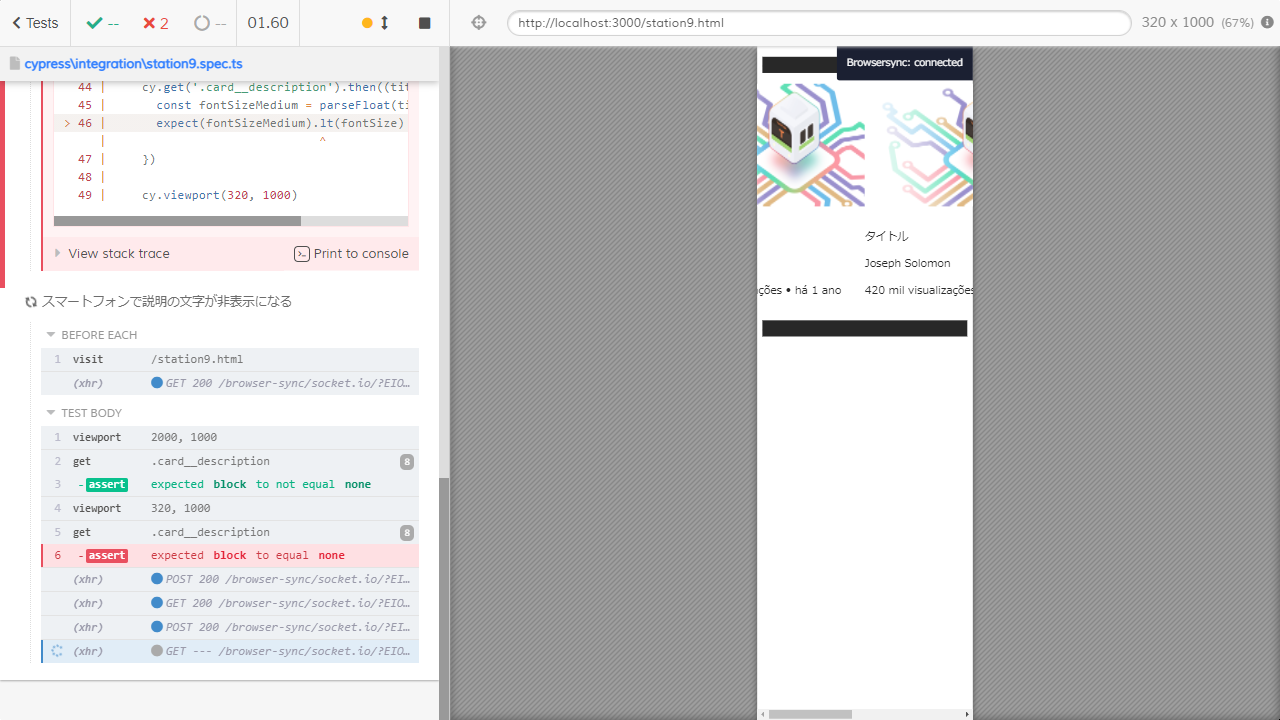 Tests
--
2
--
01.60
http://localhost:3000/station9.html
320 x 1000 (67%)
cypress\integration\station9.spec.ts
44 | cy.get('.card__description').then((tit
45 | const fontSizeMedium = parseFloat(ti
> 46 | expect(fontSizeMedium).lt(fontSize)
| ^
47 | })
48 |
49 | cy.viewport(320, 1000)
View stack trace
Print to console
スマートフォンで説明の文字が非表示になる
BEFORE EACH
1 visit /station9.html
(xhr) GET 200 /browser-sync/socket.io/?EIO…
TEST BODY
1 viewport 2000, 1000
2 get .card__description 8
3 -assert expected block to not equal none
4 viewport 320, 1000
5 get .card__description 8
6 -assert expected block to equal none
(xhr) POST 200 /browser-sync/socket.io/?EI…
(xhr) GET 200 /browser-sync/socket.io/?EIO…
(xhr) POST 200 /browser-sync/socket.io/?EI…
(xhr) GET --- /browser-sync/socket.io/?EIO…
Browsersync: connected
タイトル
Joseph Solomon
ções • há 1 ano
420 mil visualizações